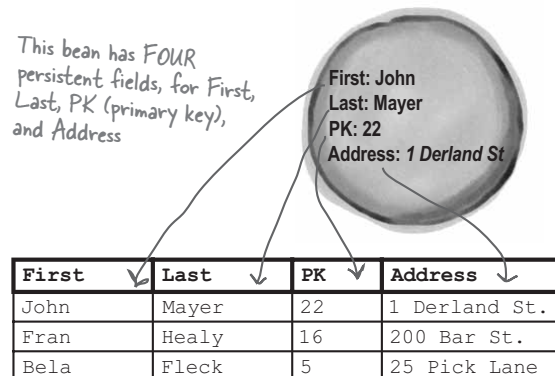 This bean has FOUR
persistent fields, for First,
Last, PK (primary key),
and Address
First: John
Last: Mayer
PK: 22
Address: 1 Derland St
First Last PK Address
John Mayer 22 1 Derland St.
Fran Healy 16 200 Bar St.
Bela Fleck 5 25 Pick Lane